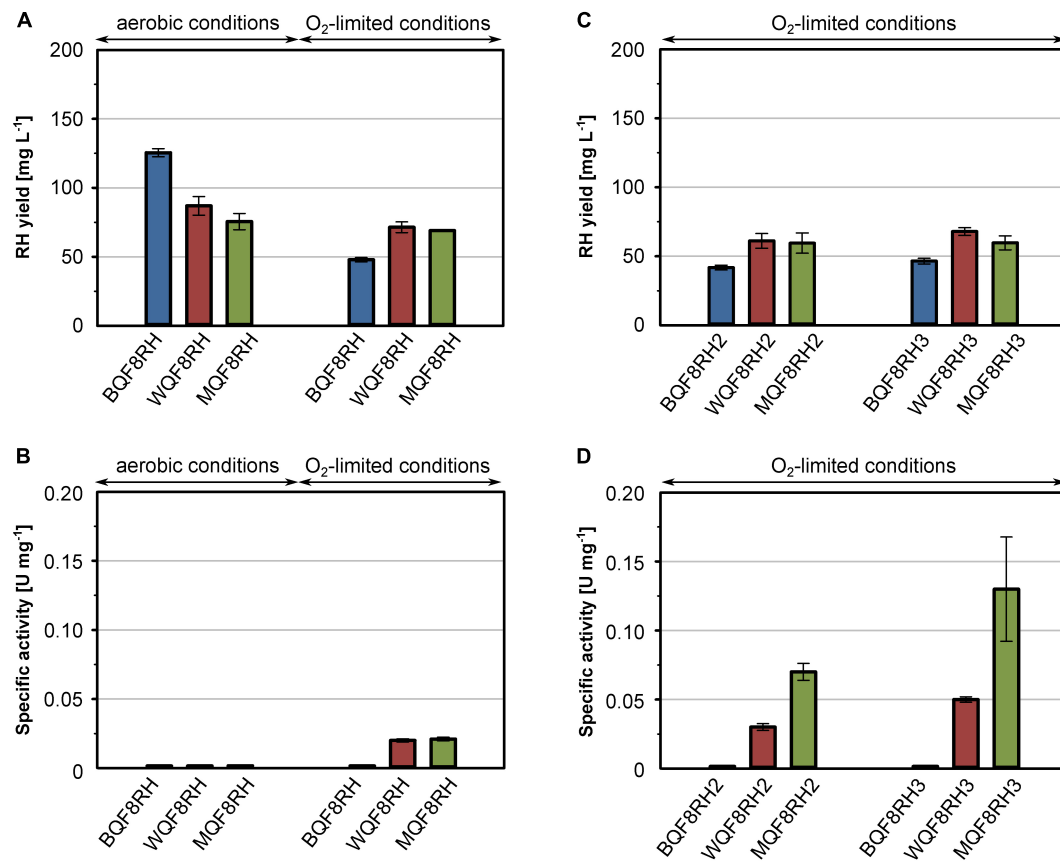 A
aerobic conditions
O2-limited conditions
RH yield [mg L-1]
200
150
100
50
0
BQF8RH
WQF8RH
MQF8RH
BQF8RH
WQF8RH
MQF8RH
C
O2-limited conditions
RH yield [mg L-1]
200
150
100
50
0
BQF8RH2
WQF8RH2
MQF8RH2
BQF8RH3
WQF8RH3
MQF8RH3
B
aerobic conditions
O2-limited conditions
Specific activity [U mg-1]
0.20
0.15
0.10
0.05
0
BQF8RH
WQF8RH
MQF8RH
BQF8RH
WQF8RH
MQF8RH
D
O2-limited conditions
Specific activity [U mg-1]
0.20
0.15
0.10
0.05
0
BQF8RH2
WQF8RH2
MQF8RH2
BQF8RH3
WQF8RH3
MQF8RH3